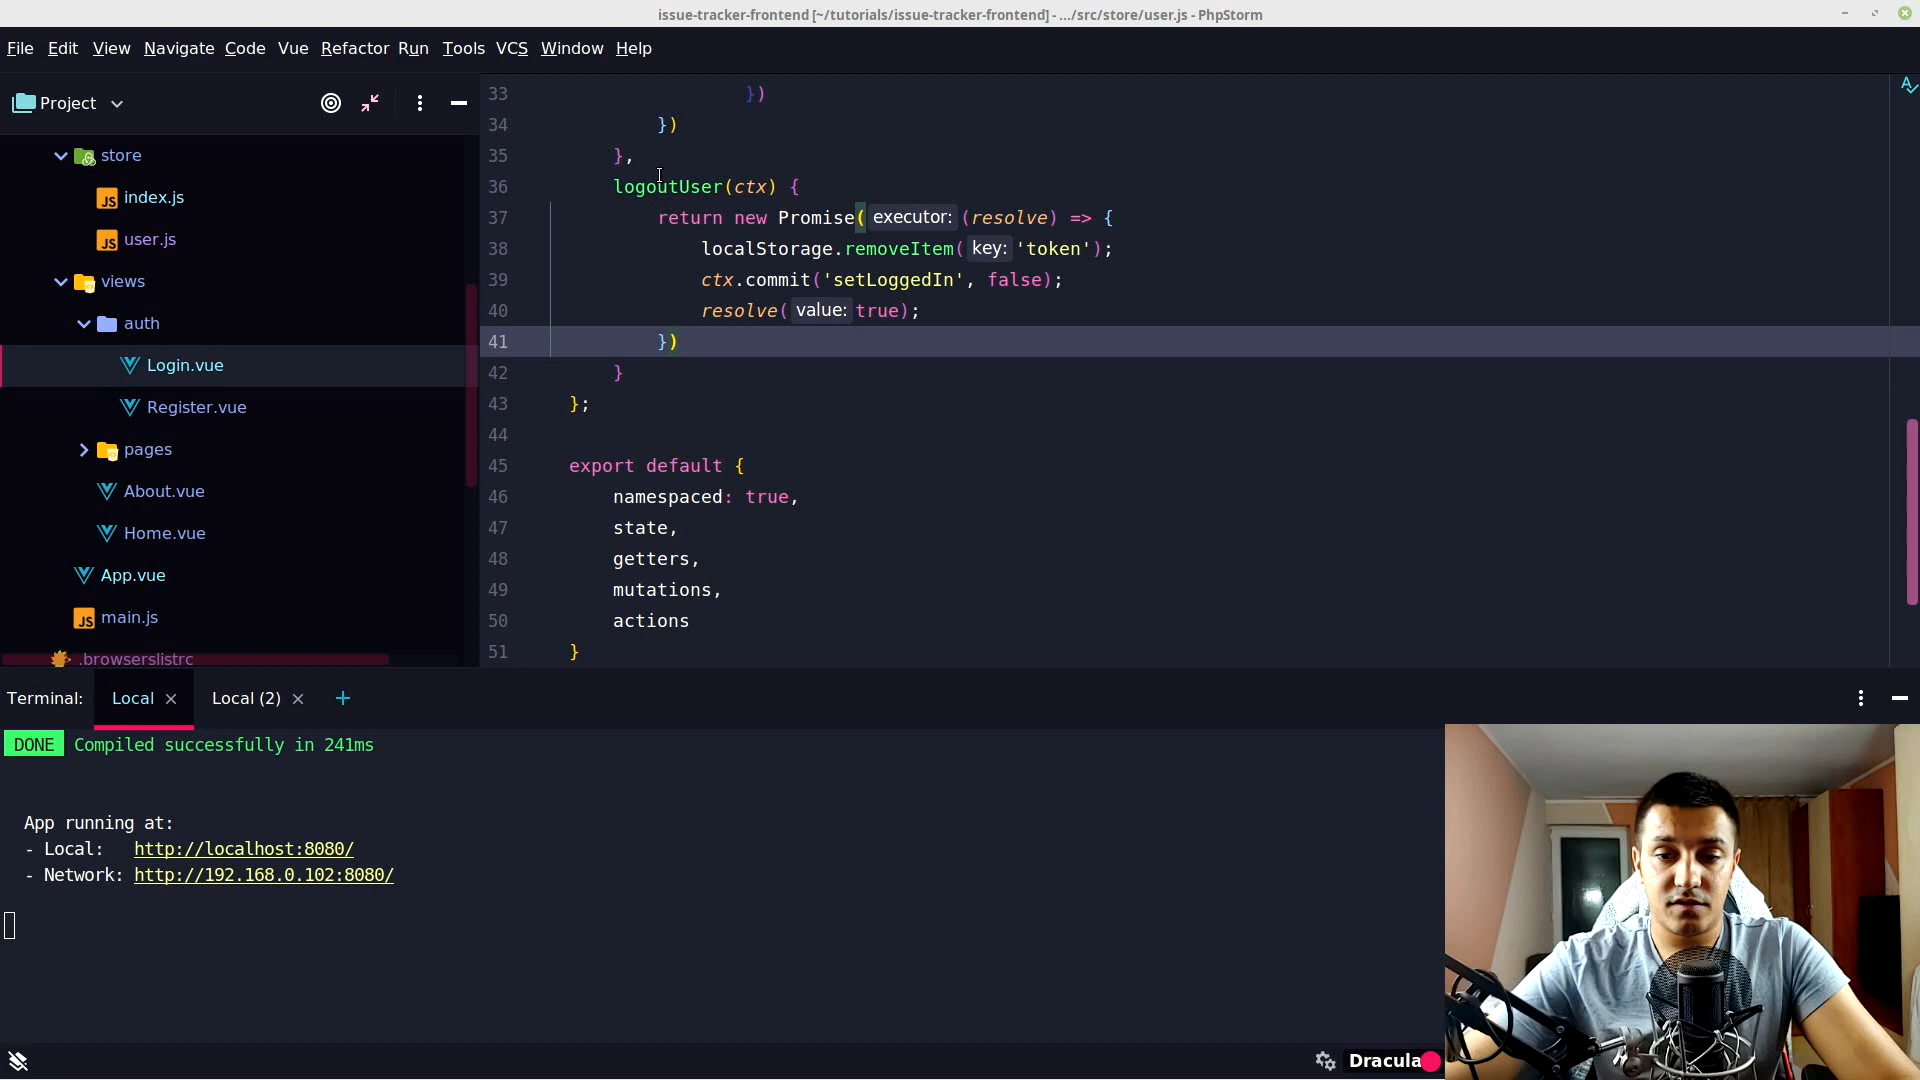 issue-tracker-frontend [~/tutorials/issue-tracker-frontend] - .../src/store/user.js - PhpStorm
File Edit View Navigate Code Vue Refactor Run Tools VCS Window Help
Project
store
index.js
user.js
views
auth
Login.vue
Register.vue
pages
About.vue
Home.vue
App.vue
main.js
.browserslistrc
33 })
34 })
35 },
36 logoutUser(ctx) {
37 return new Promise( executor: (resolve) => {
38 localStorage.removeItem( key: 'token');
39 ctx.commit('setLoggedIn', false);
40 resolve( value: true);
41 })
42 }
43 };
44
45 export default {
46 namespaced: true,
47 state,
48 getters,
49 mutations,
50 actions
51 }
Terminal: Local Local (2)
DONE Compiled successfully in 241ms
App running at:
- Local: http://localhost:8080/
- Network: http://192.168.0.102:8080/
Dracula